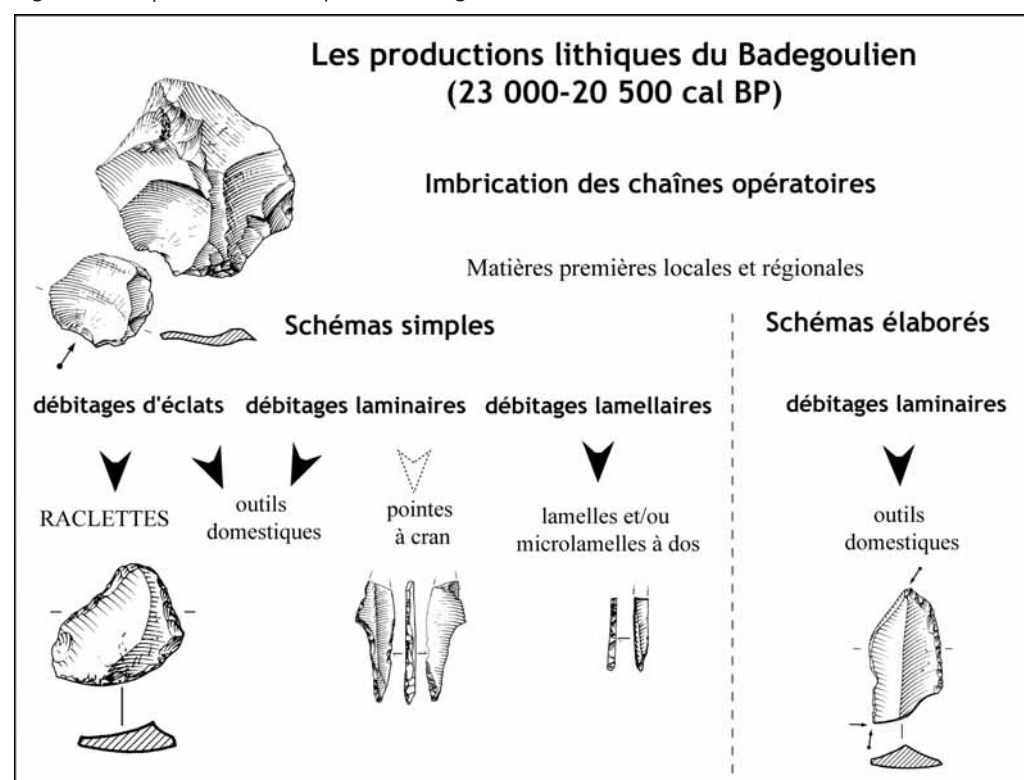 Les productions lithiques du Badegoulien
(23 000-20 500 cal BP)
Imbrication des chaînes opératoires
Matières premières locales et régionales
Schémas simples
Schémas élaborés
débitages d'éclats
débitages laminaires
débitages lamellaires
débitages laminaires
RACLETTES
outils
domestiques
pointes
à cran
lamelles et/ou
microlamelles à dos
outils
domestiques